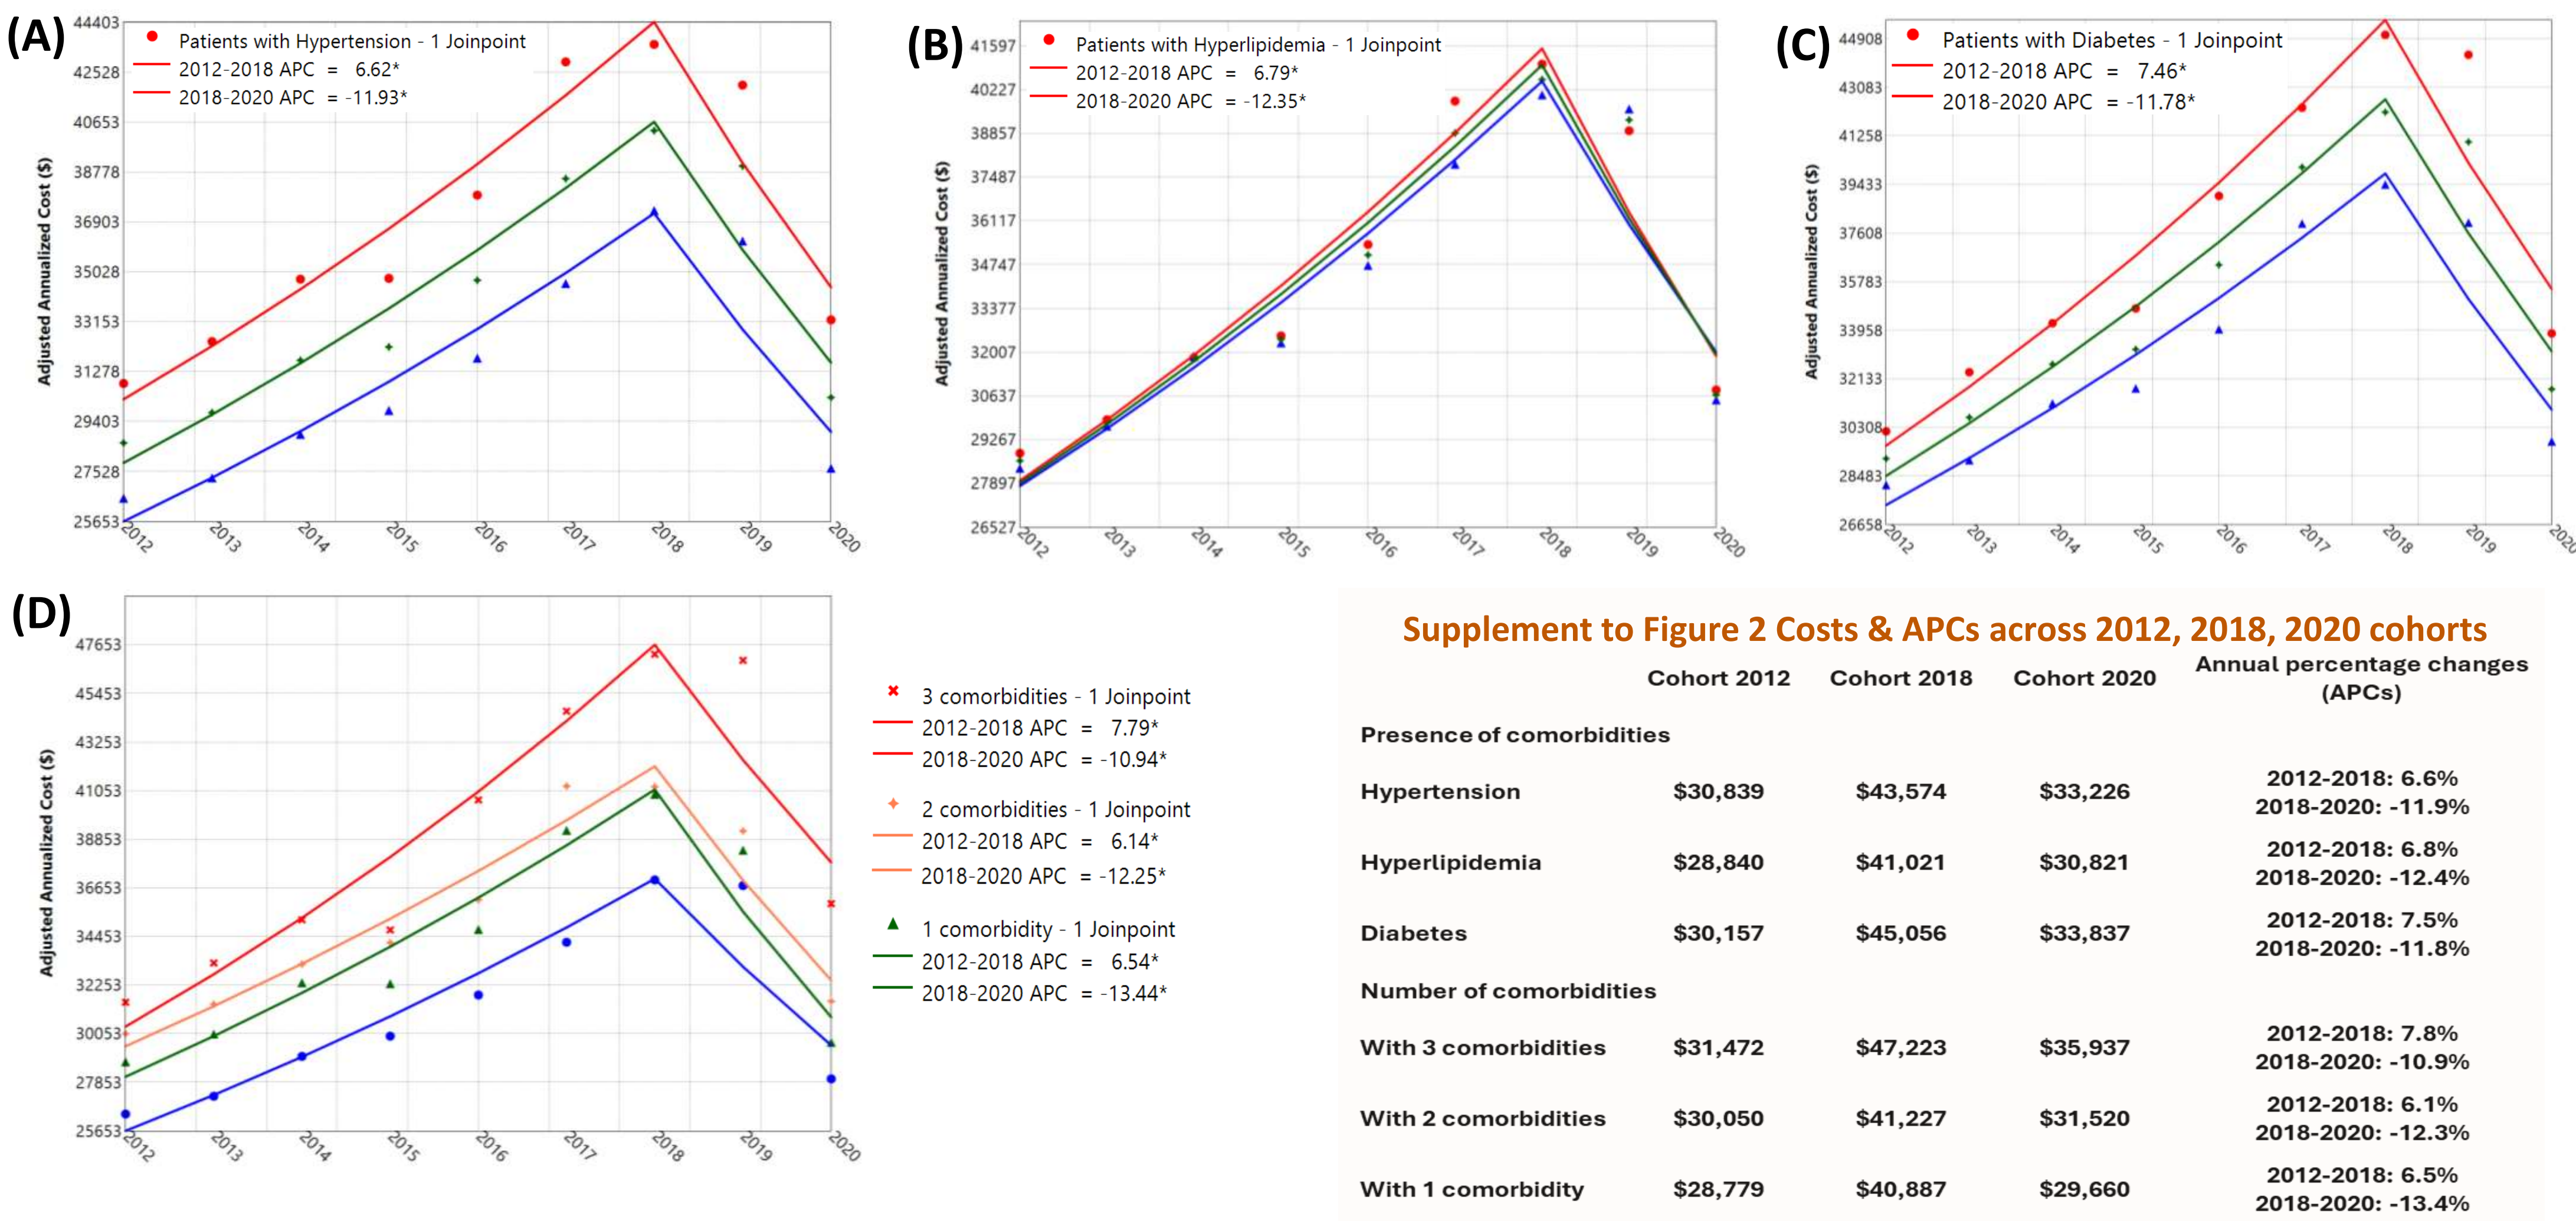 (A)
Patients with Hypertension - 1 Joinpoint
2012-2018 APC = 6.62*
2018-2020 APC = -11.93*
Adjusted Annualized Cost ($)
44403
42528
40653
38778
36903
35028
33153
31278
29403
27528
25653
2012 2013 2014 2015 2016 2017 2018 2019 2020
(B)
Patients with Hyperlipidemia - 1 Joinpoint
2012-2018 APC = 6.79*
2018-2020 APC = -12.35*
Adjusted Annualized Cost ($)
41597
40227
38857
37487
36117
34747
33377
32007
30637
29267
27897
26527
2012 2013 2014 2015 2016 2017 2018 2019 2020
(C)
Patients with Diabetes - 1 Joinpoint
2012-2018 APC = 7.46*
2018-2020 APC = -11.78*
Adjusted Annualized Cost ($)
44908
43083
41258
39433
37608
35783
33958
32133
30308
28483
26658
2012 2013 2014 2015 2016 2017 2018 2019 2020
(D)
Adjusted Annualized Cost ($)
47653
45453
43253
41053
38853
36653
34453
32253
30053
27853
25653
2012 2013 2014 2015 2016 2017 2018 2019 2020
3 comorbidities - 1 Joinpoint
2012-2018 APC = 7.79*
2018-2020 APC = -10.94*
2 comorbidities - 1 Joinpoint
2012-2018 APC = 6.14*
2018-2020 APC = -12.25*
1 comorbidity - 1 Joinpoint
2012-2018 APC = 6.54*
2018-2020 APC = -13.44*
Supplement to Figure 2 Costs & APCs across 2012, 2018, 2020 cohorts
Cohort 2012 Cohort 2018 Cohort 2020 Annual percentage changes
(APCs)
Presence of comorbidities
Hypertension $30,839 $43,574 $33,226 2012-2018: 6.6%
2018-2020: -11.9%
Hyperlipidemia $28,840 $41,021 $30,821 2012-2018: 6.8%
2018-2020: -12.4%
Diabetes $30,157 $45,056 $33,837 2012-2018: 7.5%
2018-2020: -11.8%
Number of comorbidities
With 3 comorbidities $31,472 $47,223 $35,937 2012-2018: 7.8%
2018-2020: -10.9%
With 2 comorbidities $30,050 $41,227 $31,520 2012-2018: 6.1%
2018-2020: -12.3%
With 1 comorbidity $28,779 $40,887 $29,660 2012-2018: 6.5%
2018-2020: -13.4%